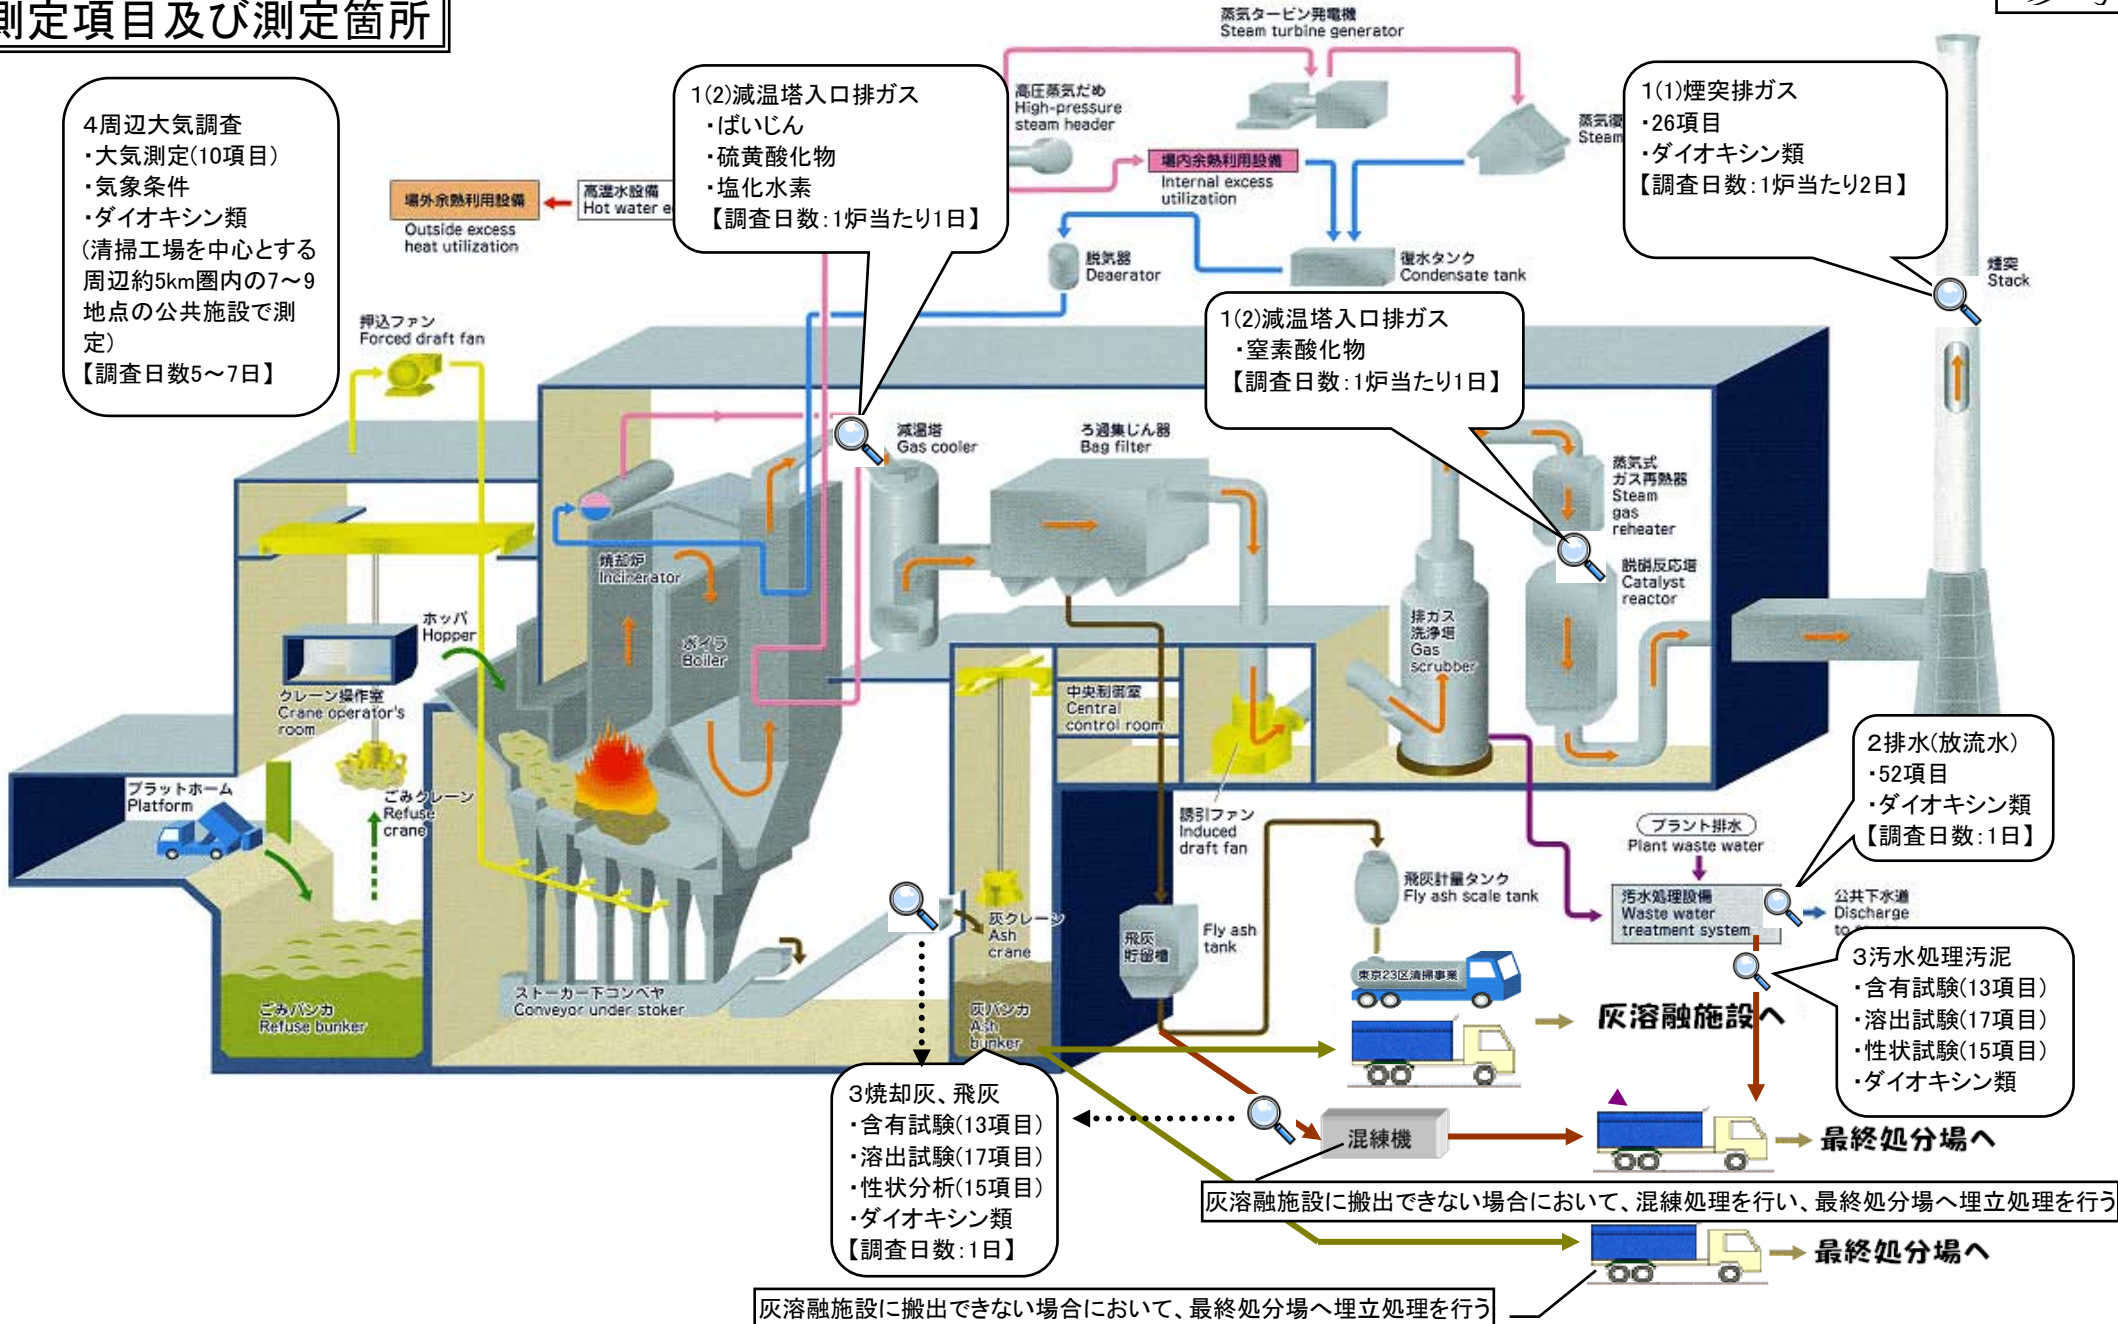 測定項目及び測定箇所
4周辺大気調査
・大気測定(10項目)
・気象条件
・ダイオキシン類
(清掃工場を中心とする
周辺約5km圏内の7～9
地点の公共施設で測
定)
【調査日数5～7日】
1(2)減温塔入口排ガス
・ばいじん
・硫黄酸化物
・塩化水素
【調査日数：1炉当たり1日】
蒸気タービン発電機
Steam turbine generator
高圧蒸気だめ
High-pressure
steam header
蒸気復
Steam
1(1)煙突排ガス
・26項目
・ダイオキシン類
【調査日数：1炉当たり2日】
場外余熱利用設備
Outside excess
heat utilization
高温水設備
Hot water e
場内余熱利用設備
Internal excess
utilization
脱気器
Deaerator
復水タンク
Condensate tank
煙突
Stack
1(2)減温塔入口排ガス
・窒素酸化物
【調査日数：1炉当たり1日】
押込ファン
Forced draft fan
減温塔
Gas cooler
ろ過集じん器
Bag filter
蒸気式
ガス再熱器
Steam
gas
reheater
焼却炉
Incinerator
脱硝反応塔
Catalyst
reactor
ホッパ
Hopper
ボイラ
Boiler
排ガス
洗浄塔
Gas
scrubber
クレーン操作室
Crane operator's
room
中央制御室
Central
control room
プラットホーム
Platform
ごみクレーン
Refuse
crane
誘引ファン
Induced
draft fan
2排水(放流水)
・52項目
・ダイオキシン類
【調査日数：1日】
プラント排水
Plant waste water
飛灰計量タンク
Fly ash scale tank
汚水処理設備
Waste water
treatment system
公共下水道
Discharge
to
灰クレーン
Ash
crane
飛灰
貯留槽
Fly ash
tank
東京23区清掃事業
ストーカー下コンベヤ
Conveyor under stoker
ごみバンカ
Refuse bunker
灰バンカ
Ash
bunker
灰溶融施設へ
3汚水処理汚泥
・含有試験(13項目)
・溶出試験(17項目)
・性状試験(15項目)
・ダイオキシン類
3焼却灰、飛灰
・含有試験(13項目)
・溶出試験(17項目)
・性状分析(15項目)
・ダイオキシン類
【調査日数：1日】
混練機
最終処分場へ
灰溶融施設に搬出できない場合において、混練処理を行い、最終処分場へ埋立処理を行う
最終処分場へ
灰溶融施設に搬出できない場合において、最終処分場へ埋立処理を行う